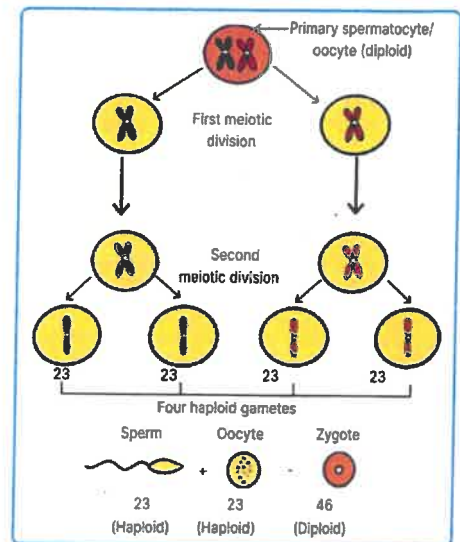 Primary spermatocyte/
oocyte (diploid)
First meiotic
division
Second
meiotic division
23 23 23 23
Four haploid gametes
Sperm Oocyte Zygote
+ -
23 23 46
(Haploid) (Haploid) (Diploid)